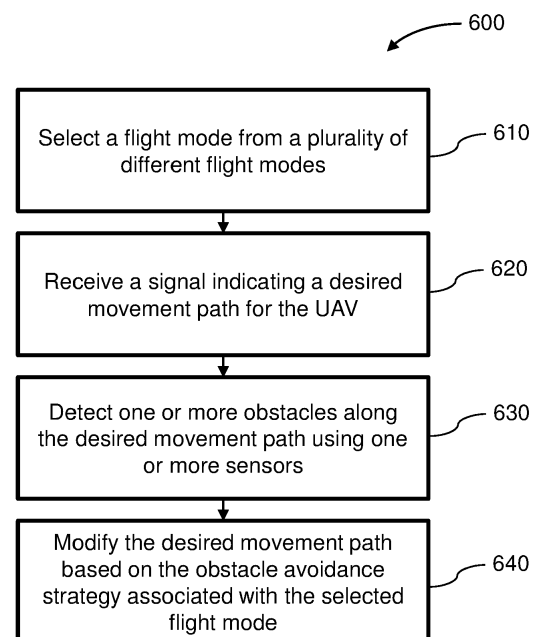 600
Select a flight mode from a plurality of
different flight modes
610
Receive a signal indicating a desired
movement path for the UAV
620
Detect one or more obstacles along
the desired movement path using one
or more sensors
630
Modify the desired movement path
based on the obstacle avoidance
strategy associated with the selected
flight mode
640